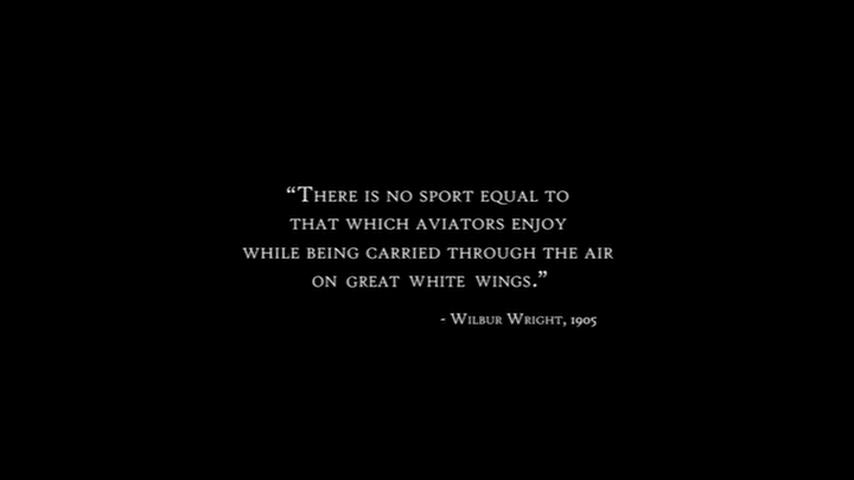 “There is no sport equal to
that which aviators enjoy
while being carried through the air
on great white wings.”
- Wilbur Wright, 1905